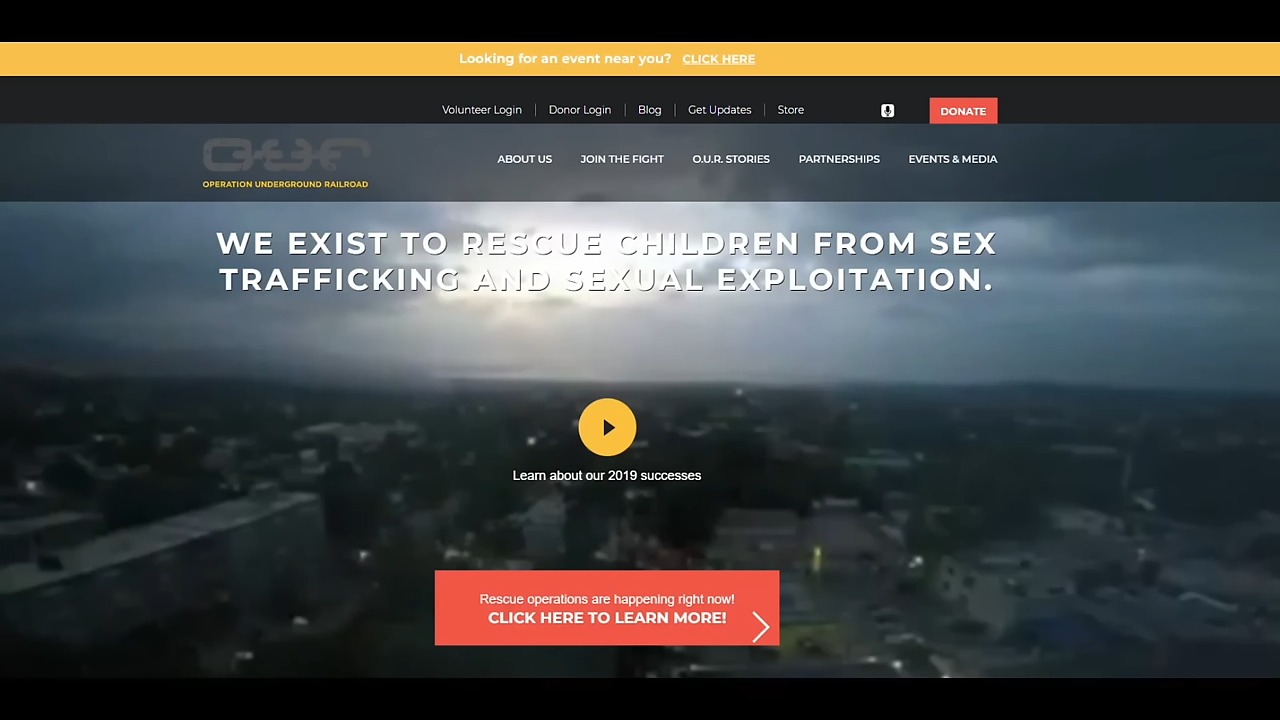 Looking for an event near you? CLICK HERE
Volunteer Login Donor Login Blog Get Updates Store DONATE
O.U.R.
OPERATION UNDERGROUND RAILROAD
ABOUT US JOIN THE FIGHT O.U.R. STORIES PARTNERSHIPS EVENTS & MEDIA
WE EXIST TO RESCUE CHILDREN FROM SEX
TRAFFICKING AND SEXUAL EXPLOITATION.
Learn about our 2019 successes
Rescue operations are happening right now!
CLICK HERE TO LEARN MORE!